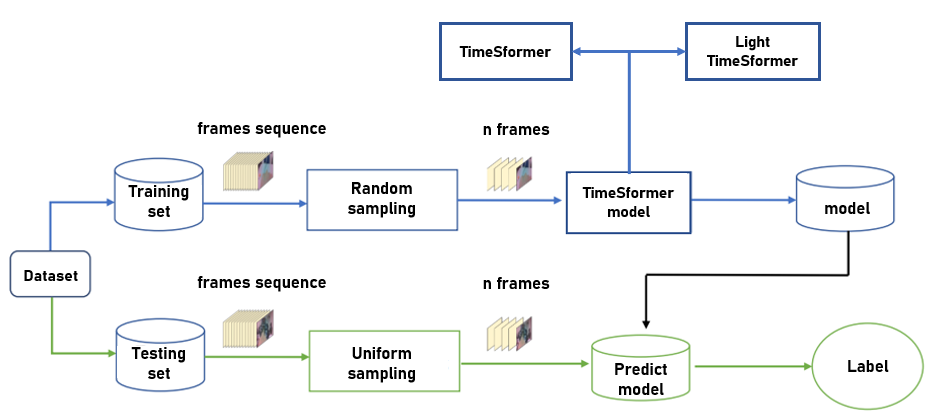 TimeSformer
Light
TimeSformer
frames sequence
n frames
Training
set
Random
sampling
TimeSformer
model
model
Dataset
frames sequence
n frames
Testing
set
Uniform
sampling
Predict
model
Label